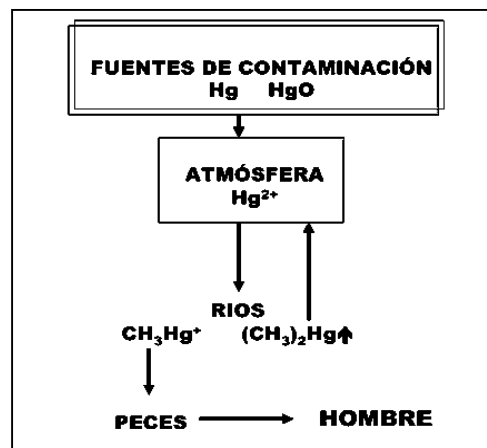 FUENTES DE CONTAMINACIÓN
Hg HgO
ATMÓSFERA
Hg²⁺
RIOS
CH₃Hg⁺ (CH₃)₂Hg↑
PECES HOMBRE